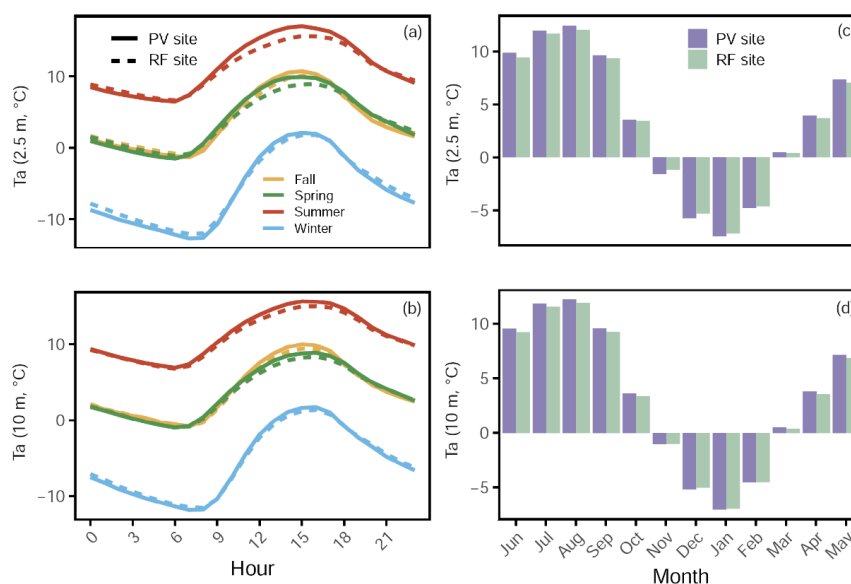 (a)
PV site
RF site
Ta (2.5 m, °C)
10
0
−10
Fall
Spring
Summer
Winter
(c)
PV site
RF site
Ta (2.5 m, °C)
10
5
0
−5
(b)
Ta (10 m, °C)
10
0
−10
0
3
6
9
12
15
18
21
Hour
(d)
Ta (10 m, °C)
10
5
0
−5
Jun
Jul
Aug
Sep
Oct
Nov
Dec
Jan
Feb
Mar
Apr
May
Month